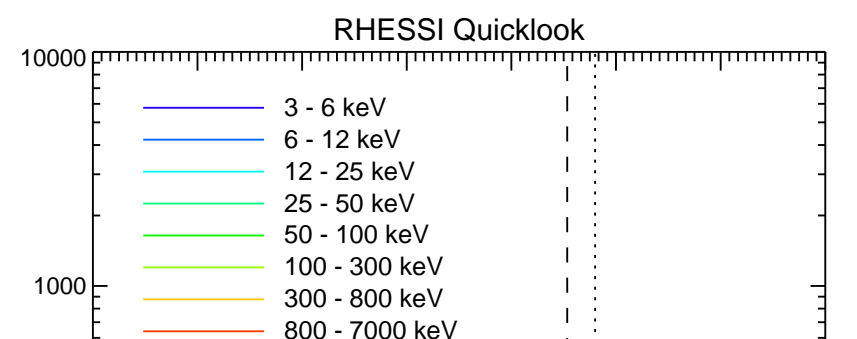 RHESSI Quicklook
10000
3 - 6 keV
6 - 12 keV
12 - 25 keV
25 - 50 keV
50 - 100 keV
100 - 300 keV
1000
300 - 800 keV
800 - 7000 keV